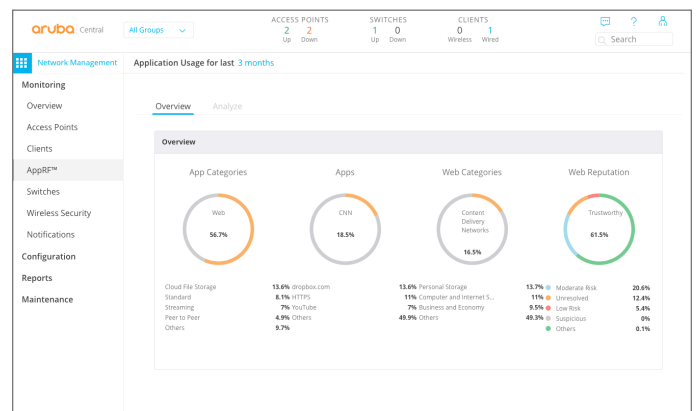 aruba Central
All Groups
ACCESS POINTS
2 2
Up Down
SWITCHES
1 0
Up Down
CLIENTS
0 1
Wireless Wired
?
Search
Network Management
Application Usage for last 3 months
Monitoring
Overview
Access Points
Clients
AppRF™
Switches
Wireless Security
Notifications
Configuration
Reports
Maintenance
Overview Analyze
Overview
App Categories
Web
56.7%
Cloud File Storage 13.6%
Standard 8.1%
Streaming 7%
Peer to Peer 4.9%
Others 9.7%
Apps
CNN
18.5%
dropbox.com 13.6%
HTTPS 11%
YouTube 7%
Others 49.9%
Web Categories
Content
Delivery
Networks
16.5%
Personal Storage 13.7%
Computer and Internet S... 11%
Business and Economy 9.5%
Others 49.3%
Web Reputation
Trustworthy
61.5%
Moderate Risk 20.6%
Unresolved 12.4%
Low Risk 5.4%
Suspicious 0%
Others 0.1%